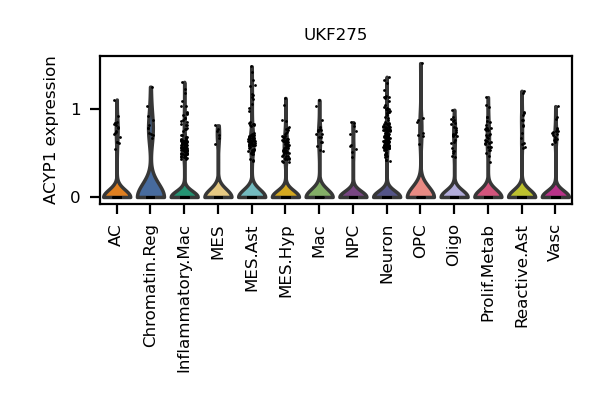 UKF275
ACYP1 expression
1
0
AC
Chromatin.Reg
Inflammatory.Mac
MES
MES.Ast
MES.Hyp
Mac
NPC
Neuron
OPC
Oligo
Prolif.Metab
Reactive.Ast
Vasc